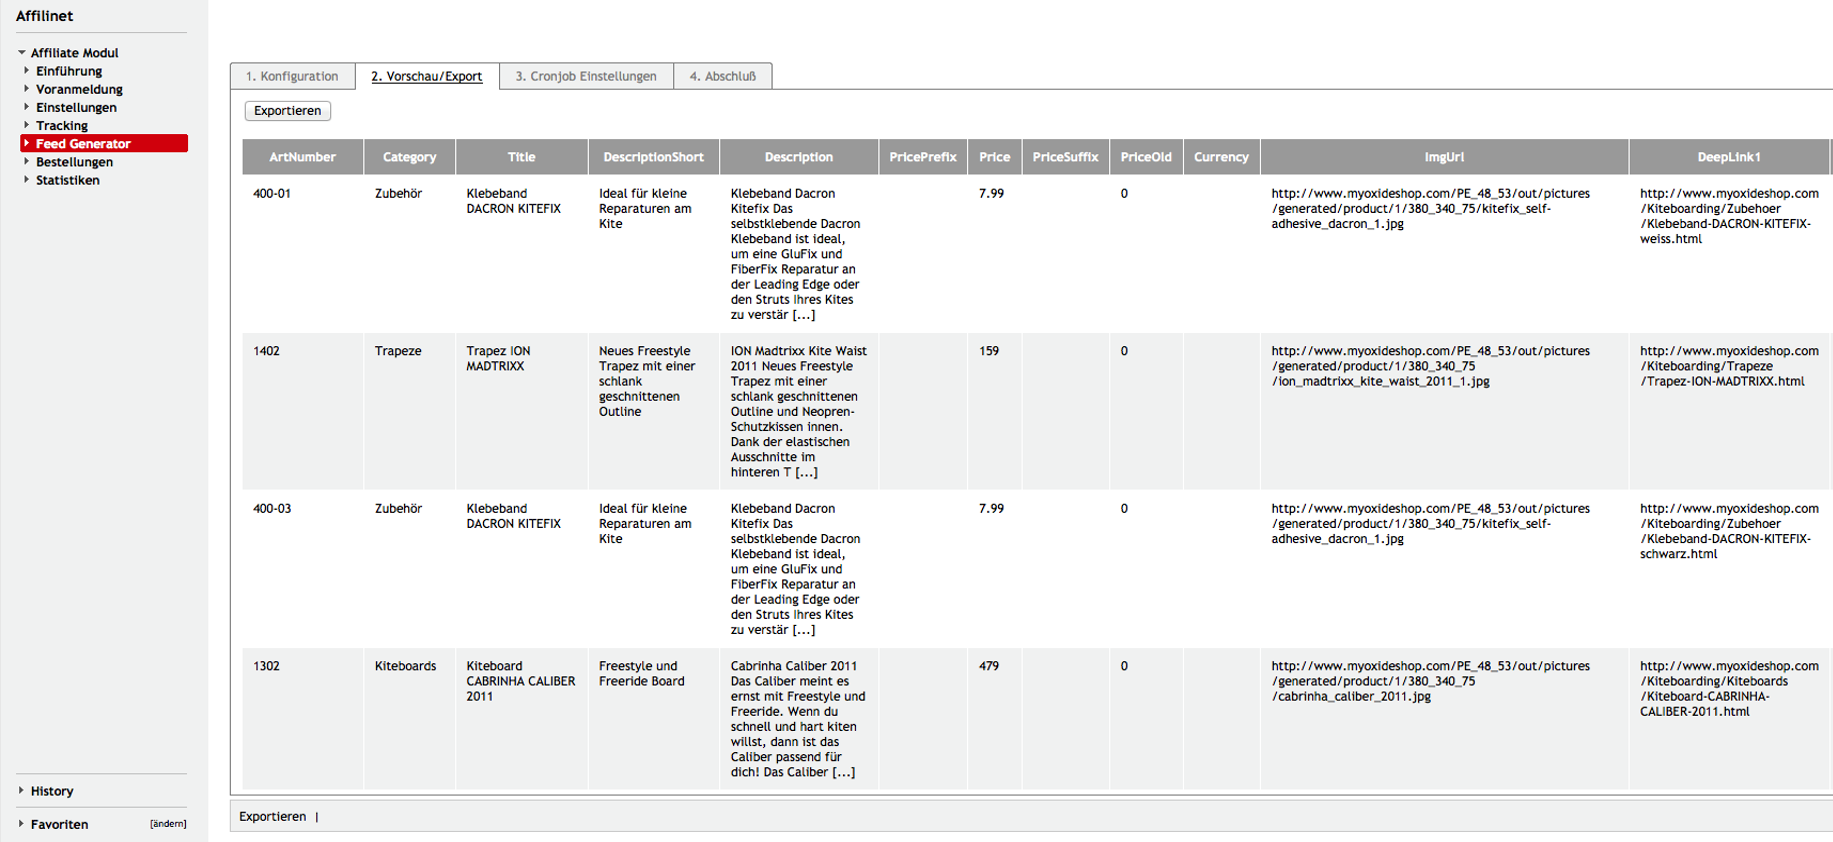 Affilinet
Affiliate Modul
Einführung
Voranmeldung
Einstellungen
Tracking
Feed Generator
Bestellungen
Statistiken
History
Favoriten [ändern]
1. Konfiguration 2. Vorschau/Export 3. Cronjob Einstellungen 4. Abschluß
Exportieren
ArtNumber Category Title DescriptionShort Description PricePrefix Price PriceSuffix PriceOld Currency ImgUrl DeepLink1
400-01
Zubehör
Klebeband
DACRON KITEFIX
Ideal für kleine
Reparaturen am
Kite
Klebeband Dacron
Kitefix Das
selbstklebende Dacron
Klebeband ist ideal,
um eine GluFix und
FiberFix Reparatur an
der Leading Edge oder
den Struts Ihres Kites
zu verstär [...]
7.99
0
http://www.myoxideshop.com/PE_48_53/out/pictures
/generated/product/1/380_340_75/kitefix_self-
adhesive_dacron_1.jpg
http://www.myoxideshop.com
/Kiteboarding/Zubehoer
/Klebeband-DACRON-KITEFIX-
weiss.html
1402
Trapeze
Trapez ION
MADTRIXX
Neues Freestyle
Trapez mit einer
schlank
geschnittenen
Outline
ION Madtrixx Kite Waist
2011 Neues Freestyle
Trapez mit einer
schlank geschnittenen
Outline und Neopren-
Schutzkissen innen.
Dank der elastischen
Ausschnitte im
hinteren T [...]
159
0
http://www.myoxideshop.com/PE_48_53/out/pictures
/generated/product/1/380_340_75
/ion_madtrixx_kite_waist_2011_1.jpg
http://www.myoxideshop.com
/Kiteboarding/Trapeze
/Trapez-ION-MADTRIXX.html
400-03
Zubehör
Klebeband
DACRON KITEFIX
Ideal für kleine
Reparaturen am
Kite
Klebeband Dacron
Kitefix Das
selbstklebende Dacron
Klebeband ist ideal,
um eine GluFix und
FiberFix Reparatur an
der Leading Edge oder
den Struts Ihres Kites
zu verstär [...]
7.99
0
http://www.myoxideshop.com/PE_48_53/out/pictures
/generated/product/1/380_340_75/kitefix_self-
adhesive_dacron_1.jpg
http://www.myoxideshop.com
/Kiteboarding/Zubehoer
/Klebeband-DACRON-KITEFIX-
schwarz.html
1302
Kiteboards
Kiteboard
CABRINHA CALIBER
2011
Freestyle und
Freeride Board
Cabrinha Caliber 2011
Das Caliber meint es
ernst mit Freestyle und
Freeride. Wenn du
schnell und hart kiten
willst, dann ist das
Caliber passend für
dich! Das Caliber [...]
479
0
http://www.myoxideshop.com/PE_48_53/out/pictures
/generated/product/1/380_340_75
/cabrinha_caliber_2011.jpg
http://www.myoxideshop.com
/Kiteboarding/Kiteboards
/Kiteboard-CABRINHA-
CALIBER-2011.html
Exportieren |